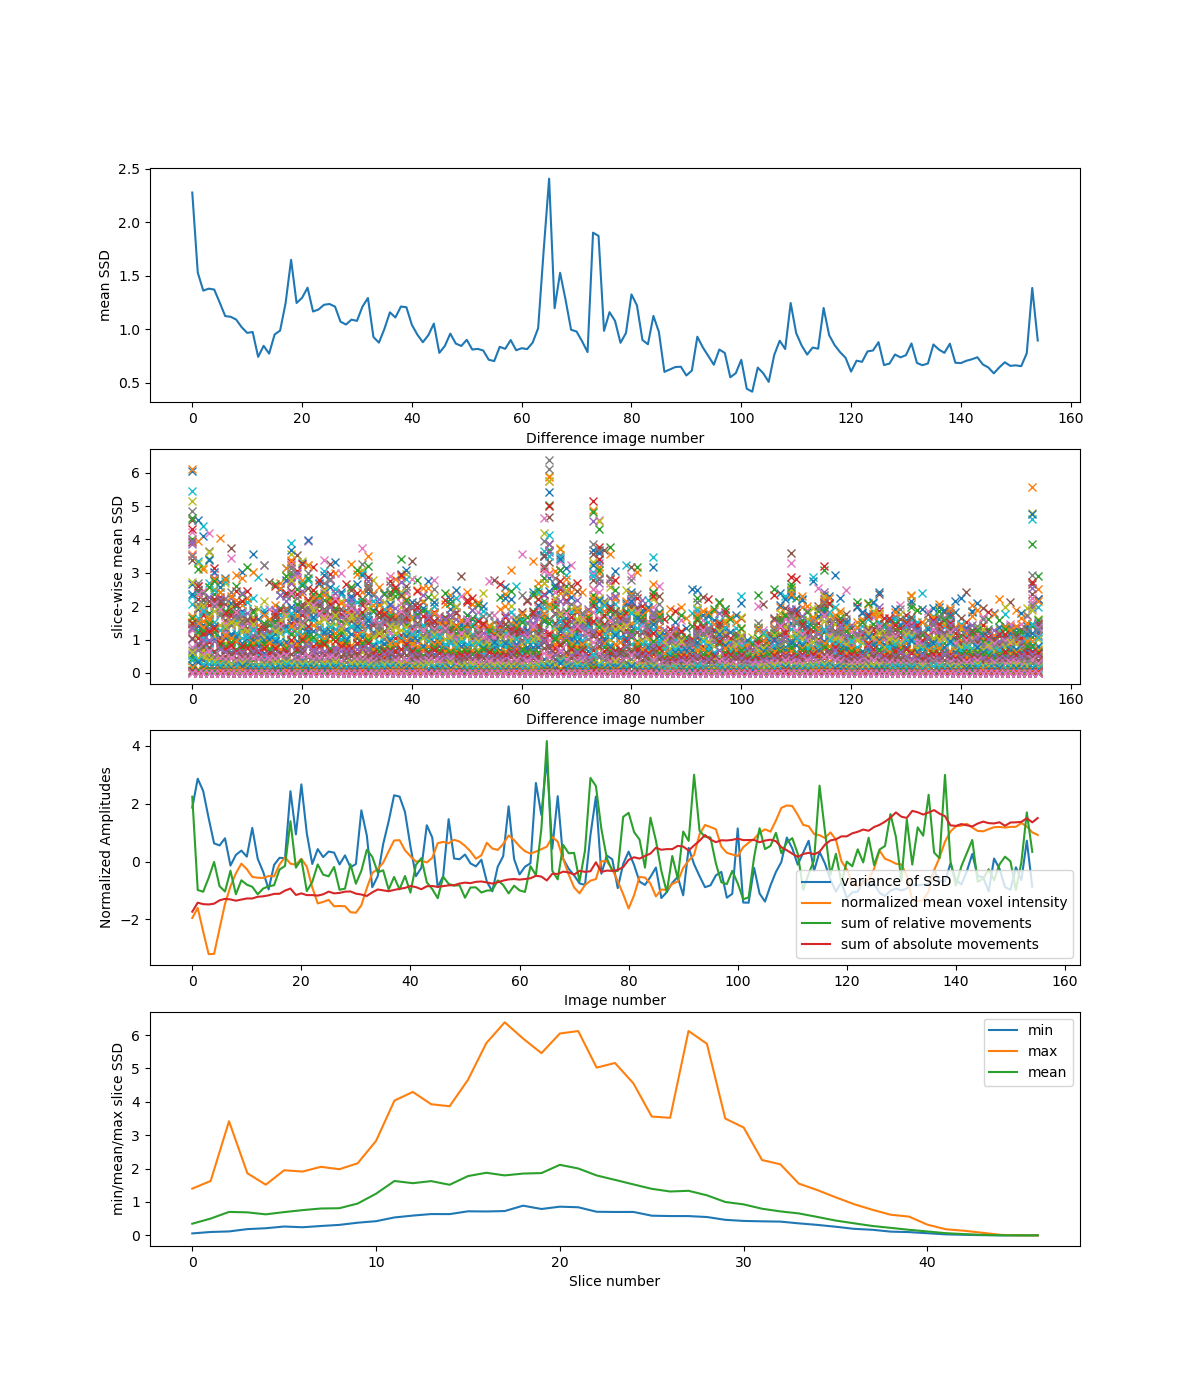 mean SSD
2.5
2.0
1.5
1.0
0.5
0 20 40 60 80 100 120 140 160
Difference image number
slice-wise mean SSD
6
5
4
3
2
1
0
0 20 40 60 80 100 120 140 160
Difference image number
Normalized Amplitudes
4
2
0
−2
variance of SSD
normalized mean voxel intensity
sum of relative movements
sum of absolute movements
0 20 40 60 80 100 120 140 160
Image number
min/mean/max slice SSD
6
5
4
3
2
1
0
min
max
mean
0 10 20 30 40
Slice number